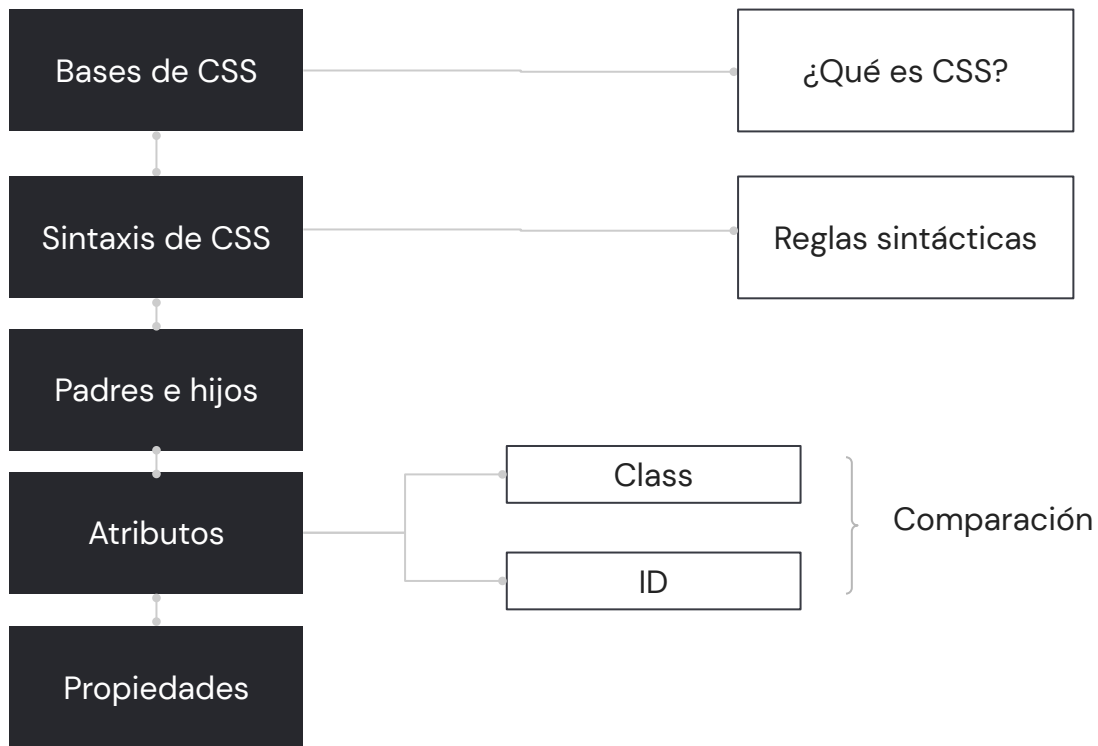 Bases de CSS
¿Qué es CSS?
Sintaxis de CSS
Reglas sintácticas
Padres e hijos
Atributos
Class
ID
Comparación
Propiedades